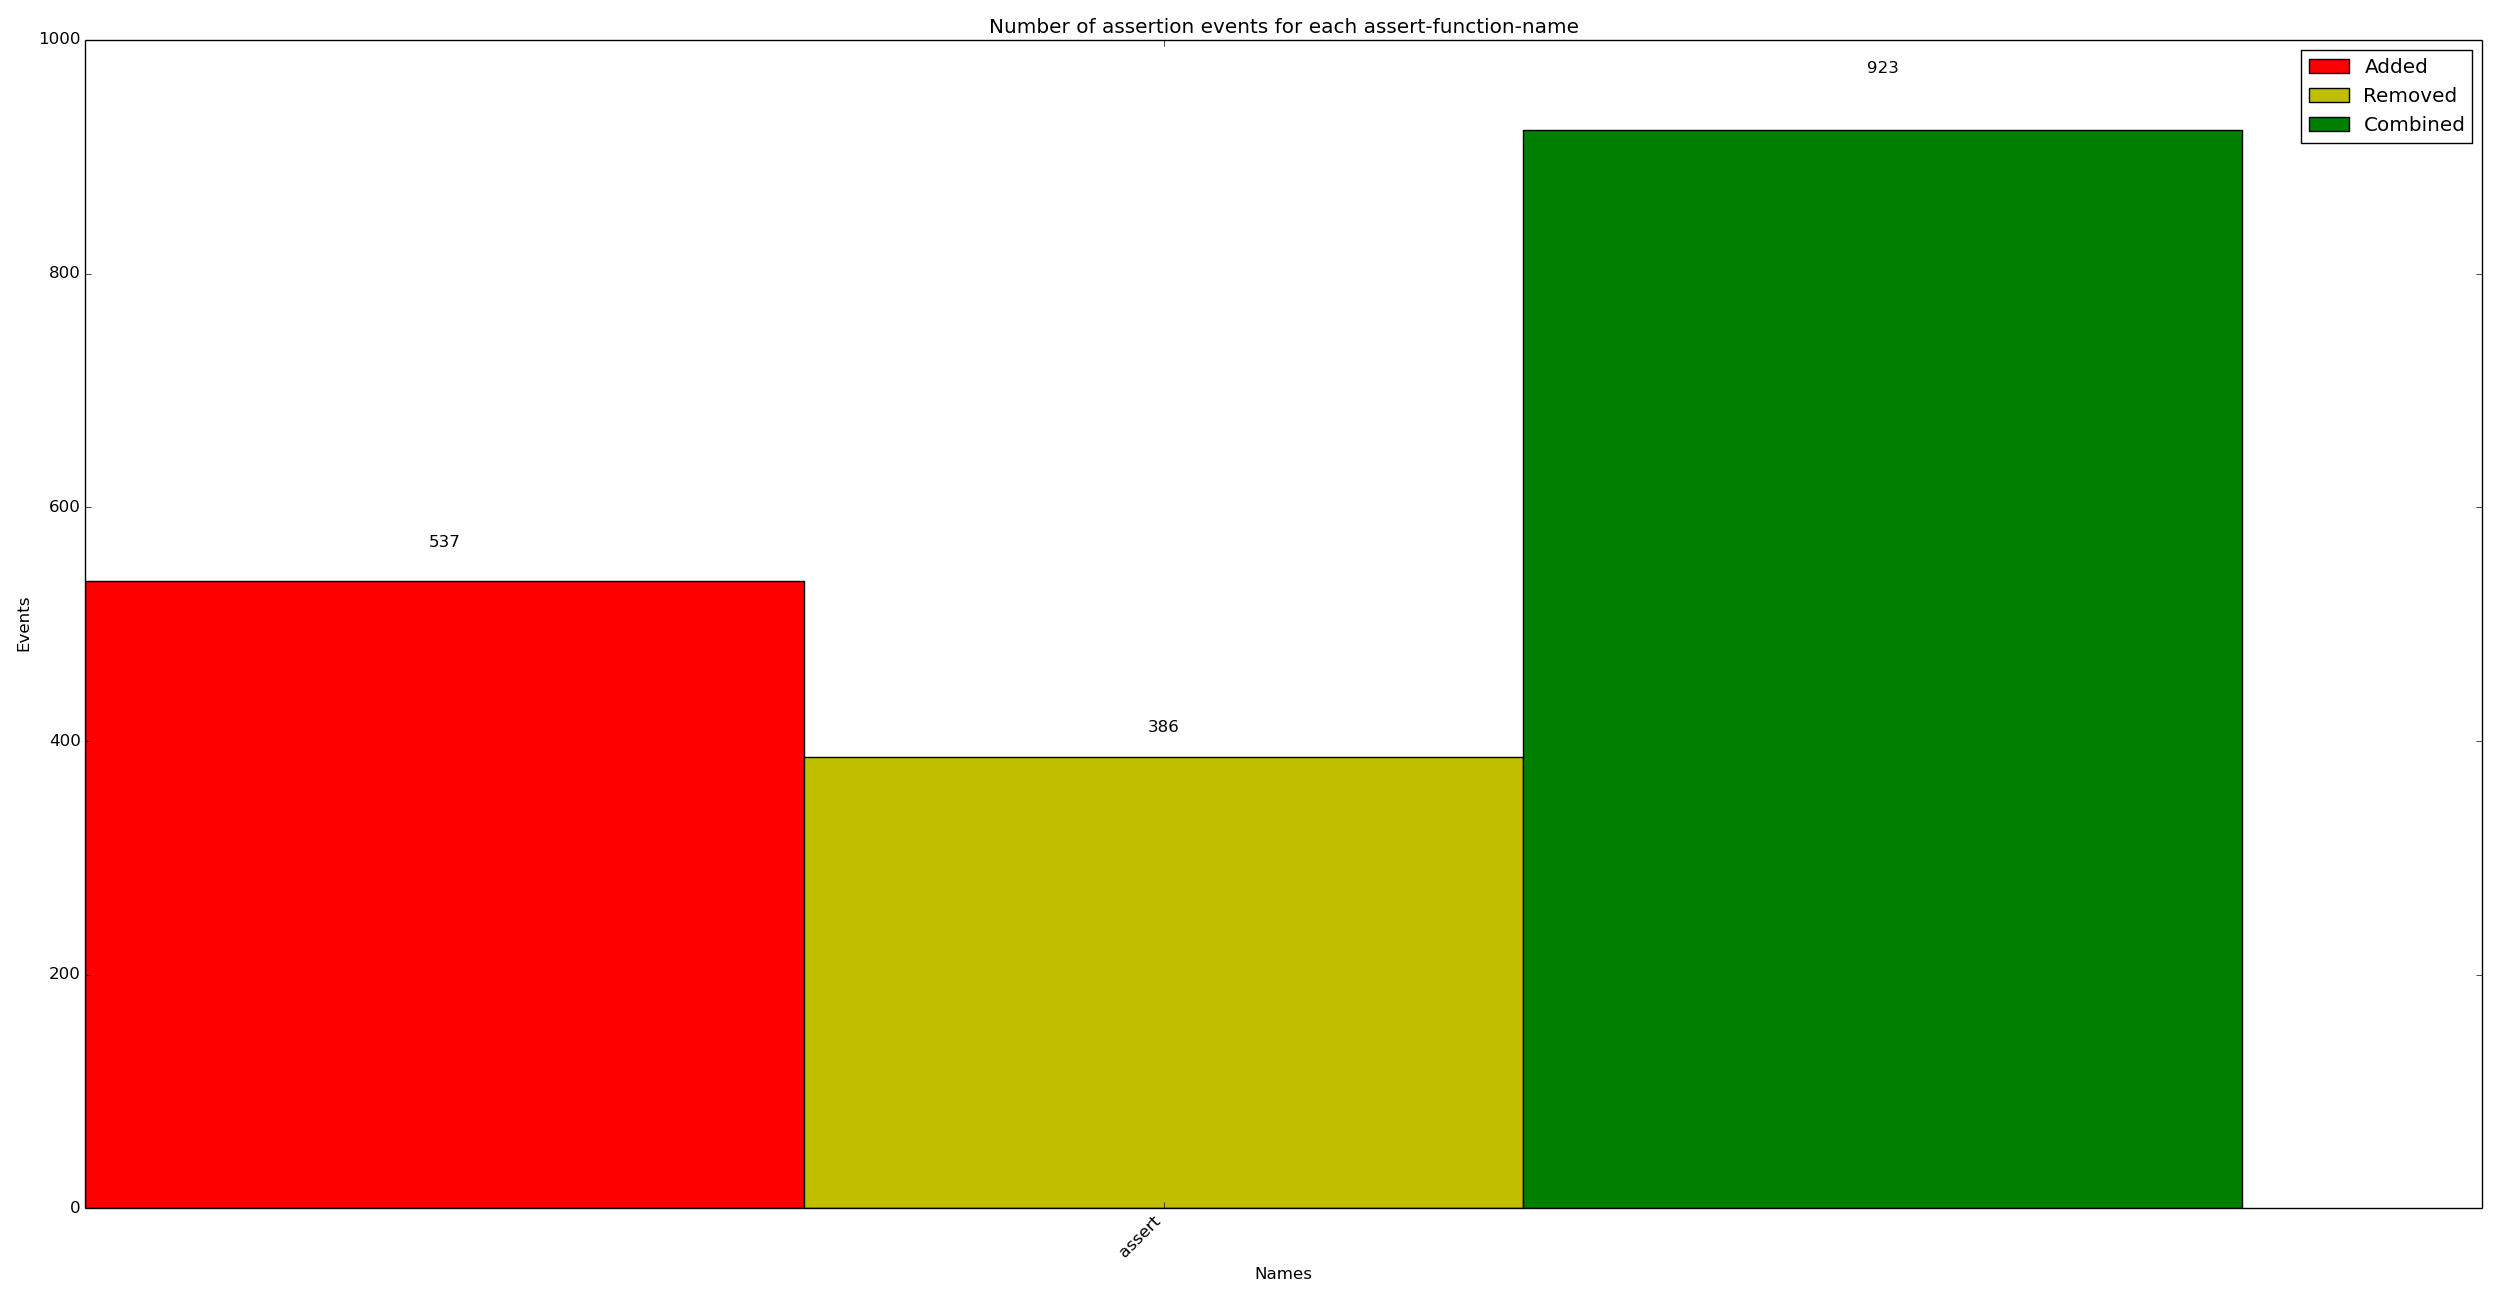 Number of assertion events for each assert-function-name
1000
800
600
400
200
0
Events
537
386
923
Added
Removed
Combined
assert
Names